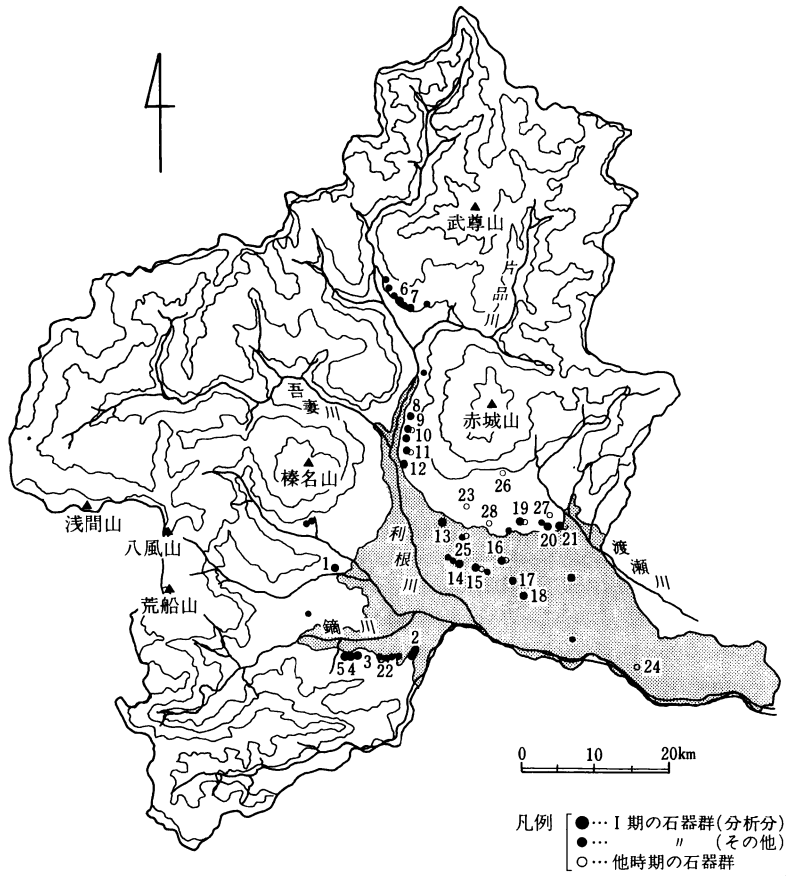 武尊山
片品川
6 7
吾妻川
赤城山
8
9
10
11
12
榛名山
26
浅間山
23
28
19
27
八風山
13
20
21
利根川
25
16
渡瀬川
1
14
15
17
荒船山
18
鏑川
2
5 4 3 22
24
0 10 20km
凡例
●…Ⅰ期の石器群(分析分)
●… 〃 (その他)
○…他時期の石器群